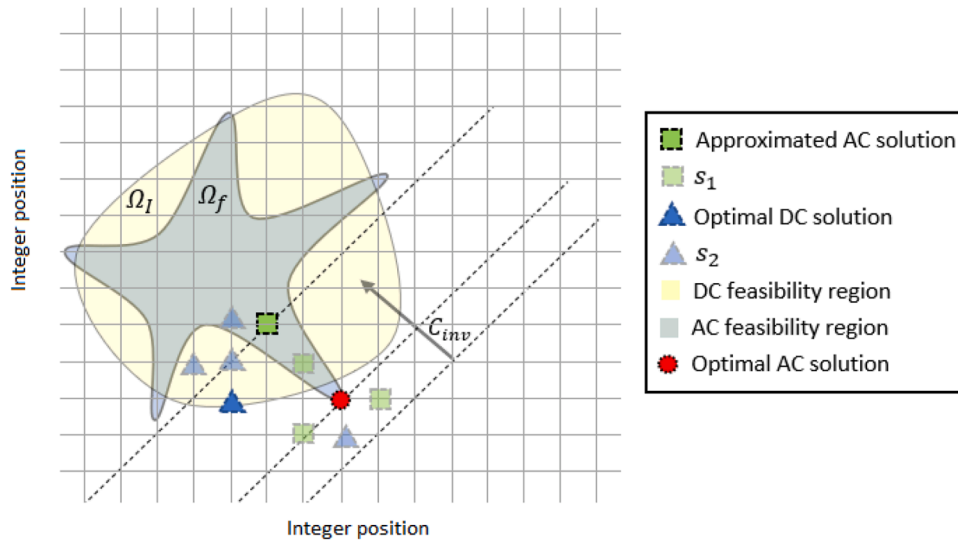 Integer position
Ω_I
Ω_f
C_inv
Integer position
Approximated AC solution
s_1
Optimal DC solution
s_2
DC feasibility region
AC feasibility region
Optimal AC solution